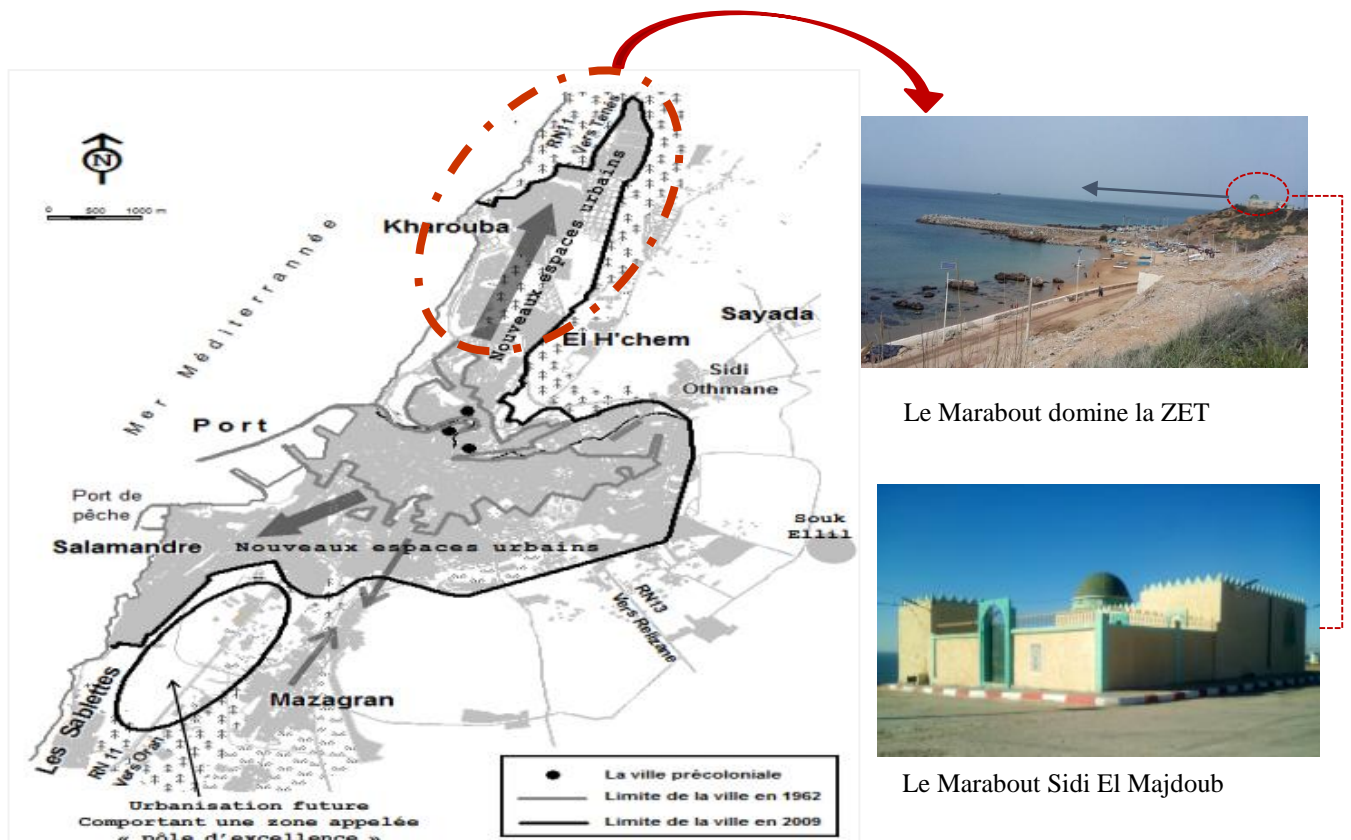 N
0 500 1000 m
RN11
Vers Ténès
Nouveaux espaces urbains
Kharouba
Mer Méditerrannée
El H'chem
Sayada
Sidi
Othmane
Port
Port de
pêche
Salamandre
Nouveaux espaces urbains
Souk
Ellil
RN13
Vers Relizane
Les Sablettes
Mazagran
RN 11
Vers Oran
Urbanisation future
Comportant une zone appelée
« pôle d'excellence »
La ville précoloniale
Limite de la ville en 1962
Limite de la ville en 2009
Le Marabout domine la ZET
Le Marabout Sidi El Majdoub